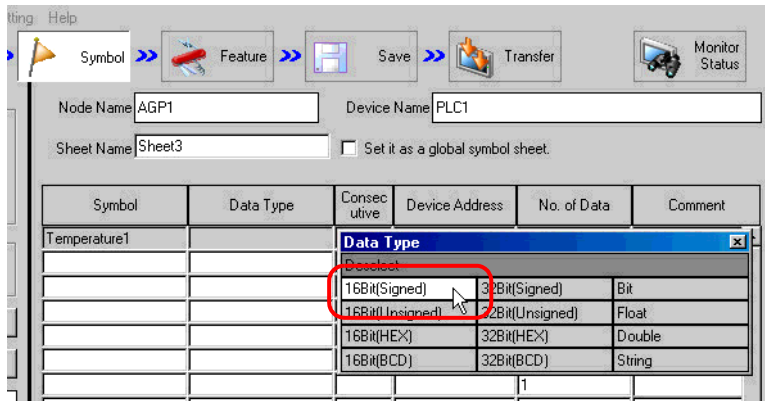 tting Help
Symbol Feature Save Transfer Monitor Status
Node Name AGP1 Device Name PLC1
Sheet Name Sheet3 Set it as a global symbol sheet.
Symbol Data Type Consecutive Device Address No. of Data Comment
Temperature1
Data Type
Deselect
16Bit(Signed) 32Bit(Signed) Bit
16Bit(Unsigned) 32Bit(Unsigned) Float
16Bit(HEX) 32Bit(HEX) Double
16Bit(BCD) 32Bit(BCD) String
1